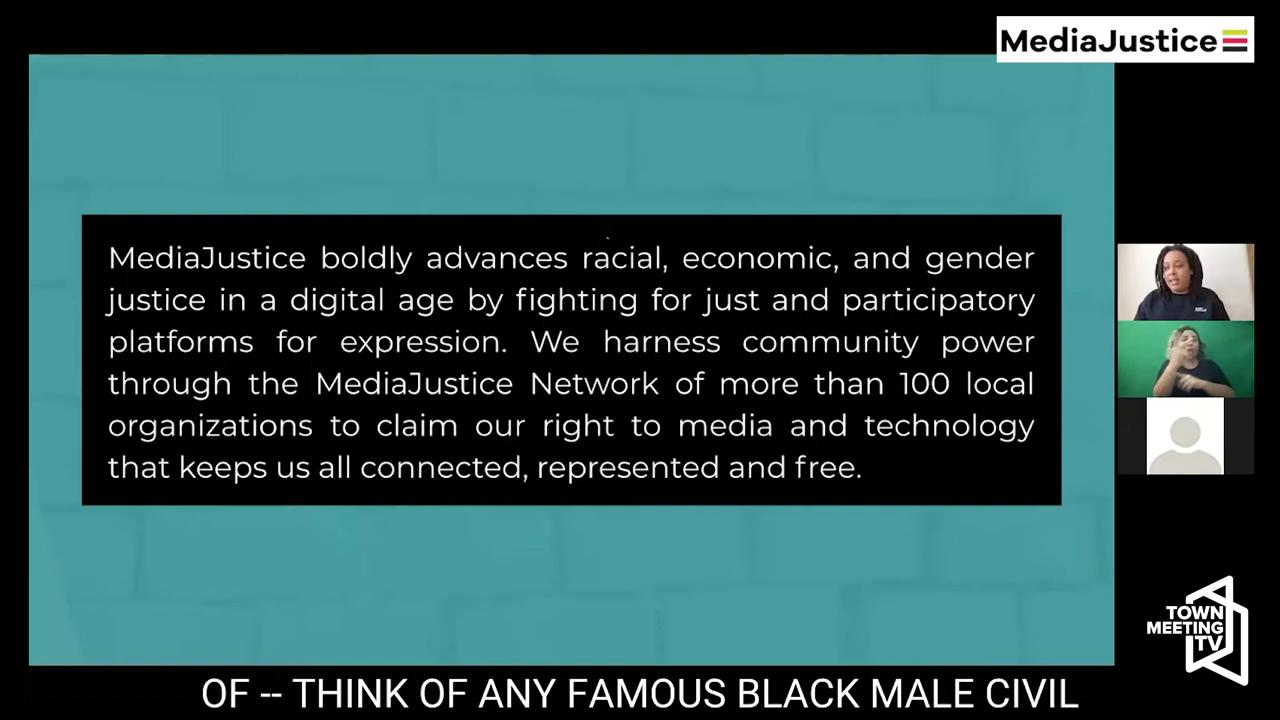 MediaJustice
MediaJustice boldly advances racial, economic, and gender
justice in a digital age by fighting for just and participatory
platforms for expression. We harness community power
through the MediaJustice Network of more than 100 local
organizations to claim our right to media and technology
that keeps us all connected, represented and free.
TOWN
MEETING
TV
OF -- THINK OF ANY FAMOUS BLACK MALE CIVIL